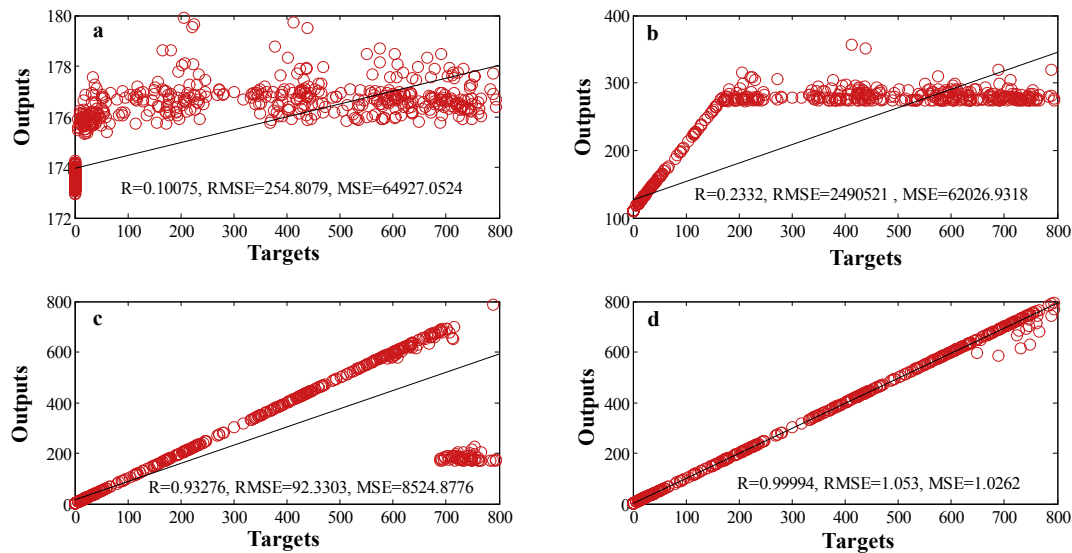 a
180
178
176
174
172
Outputs
R=0.10075, RMSE=254.8079, MSE=64927.0524
0 100 200 300 400 500 600 700 800
Targets
b
400
300
200
100
Outputs
R=0.2332, RMSE=2490521 , MSE=62026.9318
0 100 200 300 400 500 600 700 800
Targets
c
800
600
400
200
0
Outputs
R=0.93276, RMSE=92.3303, MSE=8524.8776
0 100 200 300 400 500 600 700 800
Targets
d
800
600
400
200
0
Outputs
R=0.99994, RMSE=1.053, MSE=1.0262
0 100 200 300 400 500 600 700 800
Targets